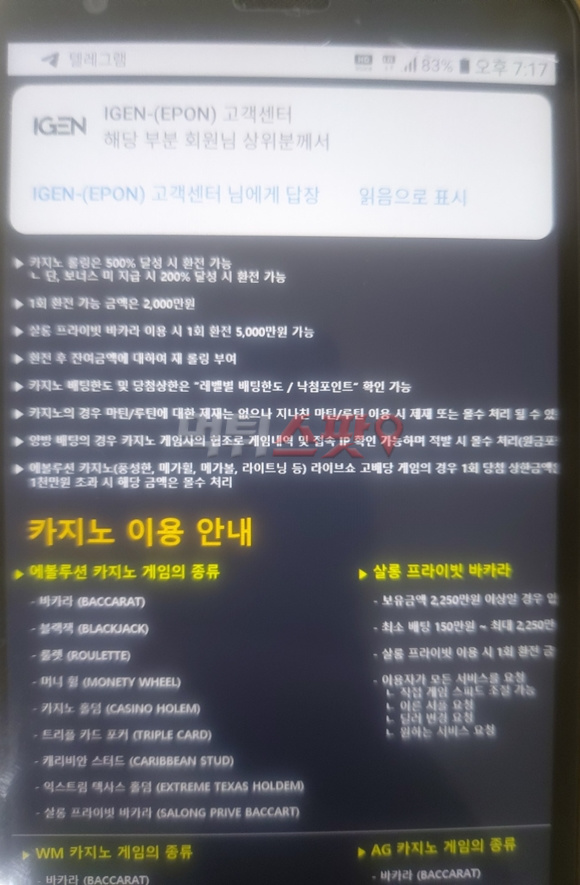 텔레그램 83% 오후 7:17
IGEN
IGEN-(EPON) 고객센터
해당 부분 회원님 상위분께서
IGEN-(EPON) 고객센터 님에게 답장 읽음으로 표시
카지노 롤링은 500% 달성 시 환전 가능
ㄴ 단, 보너스 미 지급 시 200% 달성 시 환전 가능
1회 환전 가능 금액은 2,000만원
살롱 프라이빗 바카라 이용 시 1회 환전 5,000만원 가능
환전 후 잔여금액에 대하여 재 롤링 부여
카지노 베팅한도 및 당첨상한은 "레벨별 베팅한도 / 낙첨포인트" 확인 가능
카지노의 경우 마틴/루틴에 대한 제재는 없으나 지나친 마틴/루틴 이용 시 제재 또는 몰수 처리 될 수 있
양방 베팅의 경우 카지노 게임사의 협조로 게임내역 및 접속 IP 확인 가능하며 적발 시 몰수 처리(원금포
먹튀스팟
에볼루션 카지노(풍성한, 메가휠, 메가볼, 라이트닝 등) 라이브쇼 고배당 게임의 경우 1회 당첨 상한금액
1천만원 초과 시 해당 금액은 몰수 처리
카지노 이용 안내
에볼루션 카지노 게임의 종류
- 바카라 (BACCARAT)
- 블랙잭 (BLACKJACK)
- 룰렛 (ROULETTE)
- 머니 휠 (MONETY WHEEL)
- 카지노 홀덤 (CASINO HOLEM)
- 트리플 카드 포커 (TRIPLE CARD)
- 캐리비안 스터드 (CARIBBEAN STUD)
- 익스트림 텍사스 홀덤 (EXTREME TEXAS HOLDEM)
- 살롱 프라이빗 바카라 (SALONG PRIVE BACCART)
살롱 프라이빗 바카라
- 보유금액 2,250만원 이상일 경우 입
- 최소 베팅 150만원 ~ 최대 2,250만
- 살롱 프라이빗 이용 시 1회 환전 금
- 이용자가 모든 서비스를 요청
ㄴ 직접 게임 스피드 조절 가능
ㄴ 이른 셔플 요청
ㄴ 딜러 변경 요청
ㄴ 원하는 서비스 요청
WM 카지노 게임의 종류
- 바카라 (BACCARAT)
AG 카지노 게임의 종류
- 바카라 (BACCARAT)